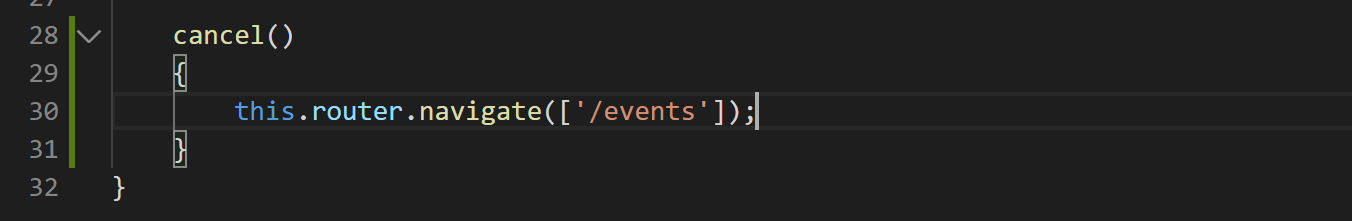 27
28 cancel()
29 {
30 this.router.navigate(['/events']);
31 }
32 }